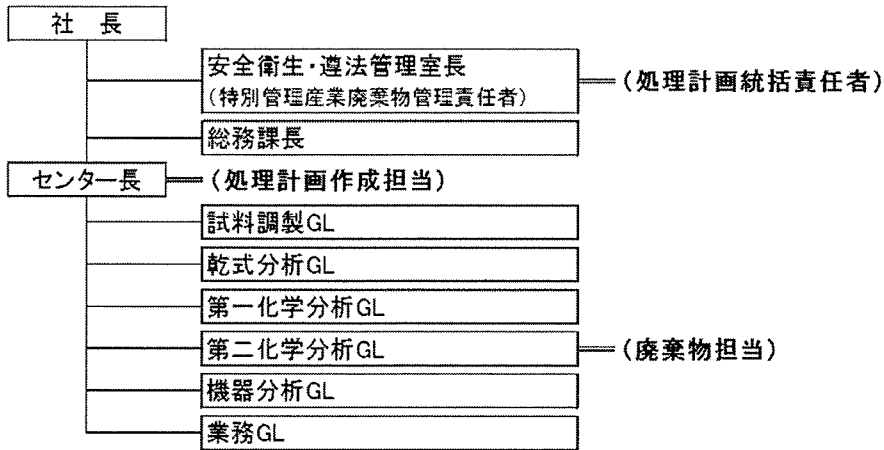 社 長
安全衛生・遵法管理室長
(特別管理産業廃棄物管理責任者)
(処理計画統括責任者)
総務課長
センター長
(処理計画作成担当)
試料調製GL
乾式分析GL
第一化学分析GL
第二化学分析GL
(廃棄物担当)
機器分析GL
業務GL